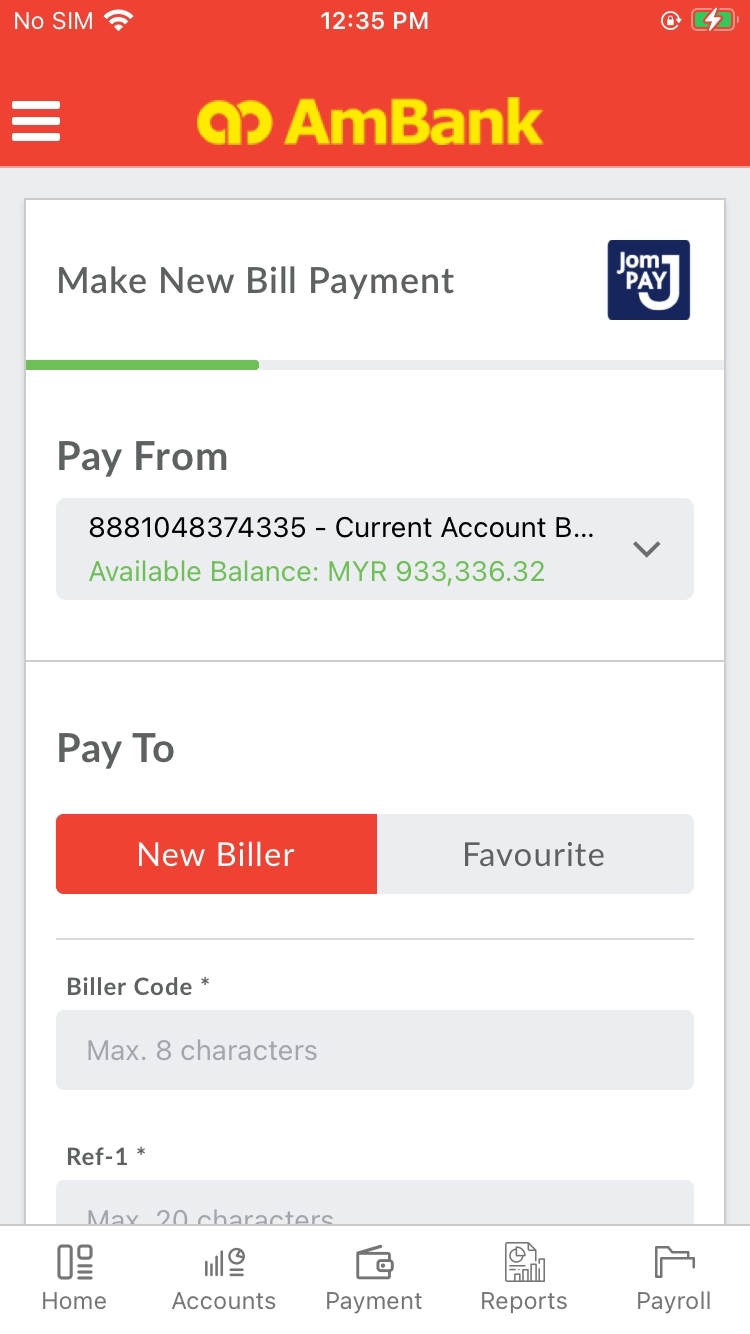 No SIM 12:35 PM
AmBank
Make New Bill Payment
Jom
PAY
Pay From
8881048374335 - Current Account B...
Available Balance: MYR 933,336.32
Pay To
New Biller Favourite
Biller Code *
Max. 8 characters
Ref-1 *
Max. 20 characters
Home Accounts Payment Reports Payroll